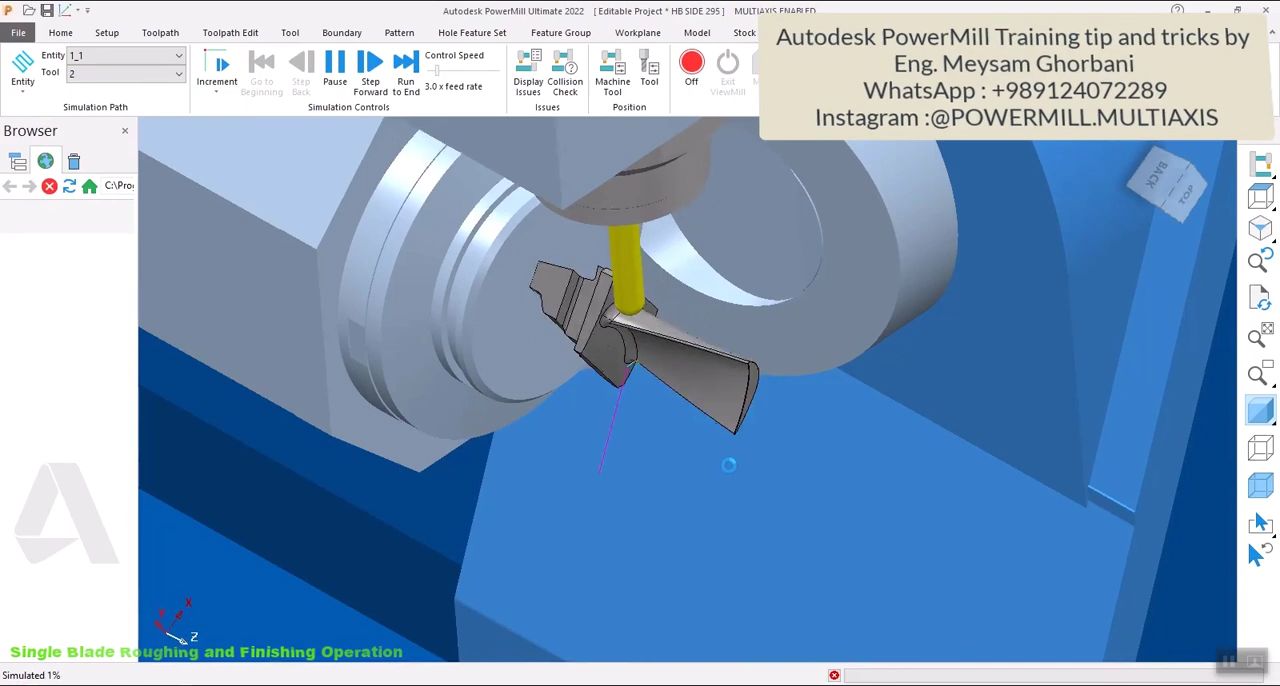 Autodesk PowerMill Ultimate 2022 [ Editable Project * HB SIDE 295 ] MULTIAXIS ENABLED
File Home Setup Toolpath Toolpath Edit Tool Boundary Pattern Hole Feature Set Feature Group Workplane Model Stock
Autodesk PowerMill Training tip and tricks by
Eng. Meysam Ghorbani
WhatsApp : +989124072289
Instagram :@POWERMILL.MULTIAXIS
Entity
Entity 1_1
Tool 2
Simulation Path
Increment
Go to
Beginning
Step
Back
Pause
Step
Forward
Run
to End
Control Speed
3.0 x feed rate
Simulation Controls
Display
Issues
Collision
Check
Issues
Machine
Tool
Tool
Position
Off
Exit
ViewMill
Browser
C:\Pro
BACK
TOP
X
Y
Z
Single Blade Roughing and Finishing Operation
Simulated 1%